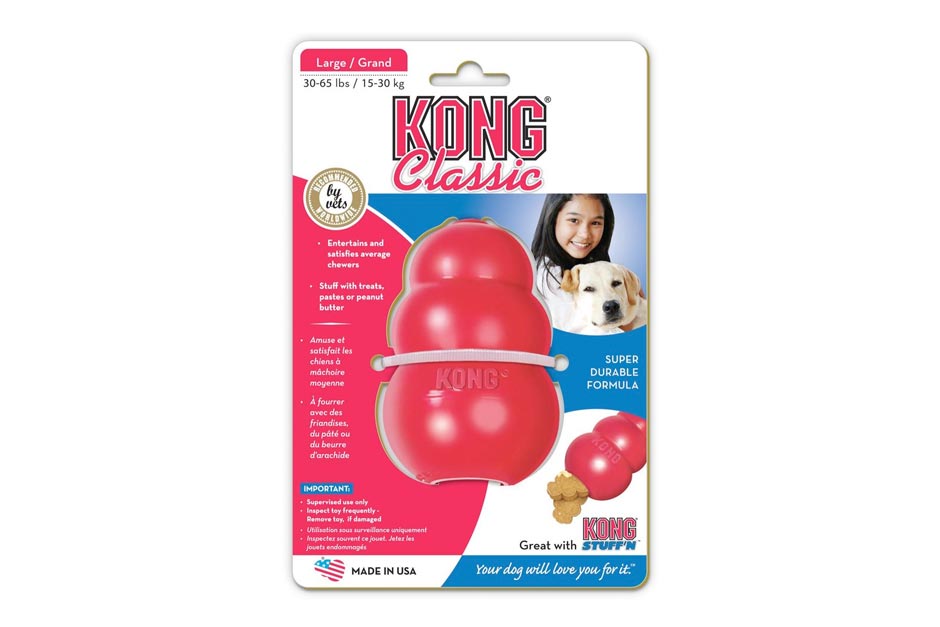 Large / Grand
30-65 lbs / 15-30 kg
KONG®
Classic
RECOMMENDED
by
vets
WORLDWIDE
• Entertains and
satisfies average
chewers
• Stuff with treats,
pastes or peanut
butter
• Amuse et
satisfait les
chiens à
mâchoire
moyenne
• À fourrer
avec des
friandises,
du pâté ou
du beurre
d'arachide
KONG
SUPER
DURABLE
FORMULA
KONG
IMPORTANT:
• Supervised use only
• Inspect toy frequently -
Remove toy, if damaged
• Utilisation sous surveillance uniquement
• Inspectez souvent ce jouet. Jetez les
jouets endommagés
Great with KONG
STUFF'N™
MADE IN USA
Your dog will love you for it.™